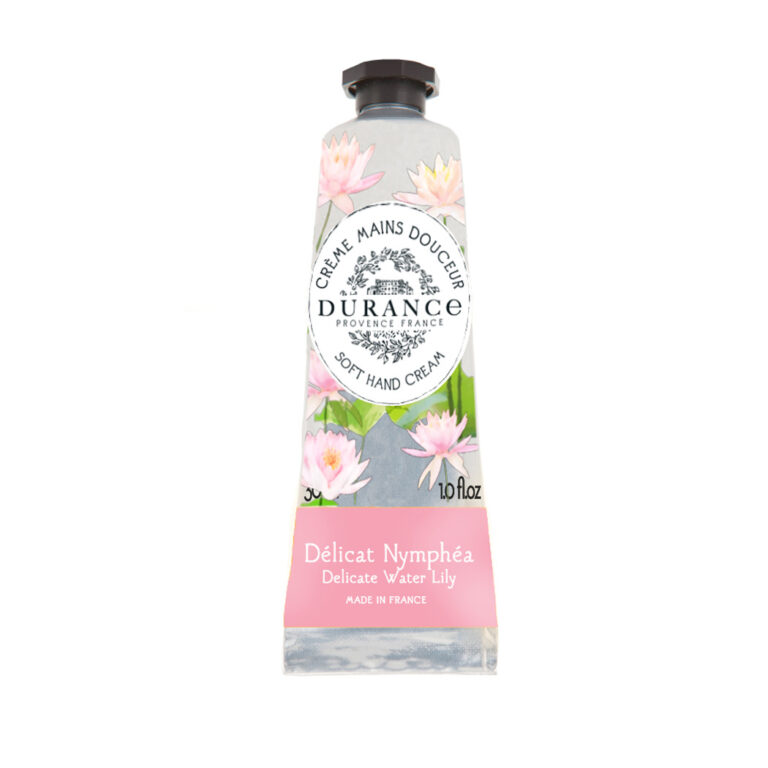 CRÈME MAINS DOUCEUR
DURANCE
PROVENCE FRANCE
SOFT HAND CREAM
1.0 fl.oz
Délicat Nymphéa
Delicate Water Lily
MADE IN FRANCE